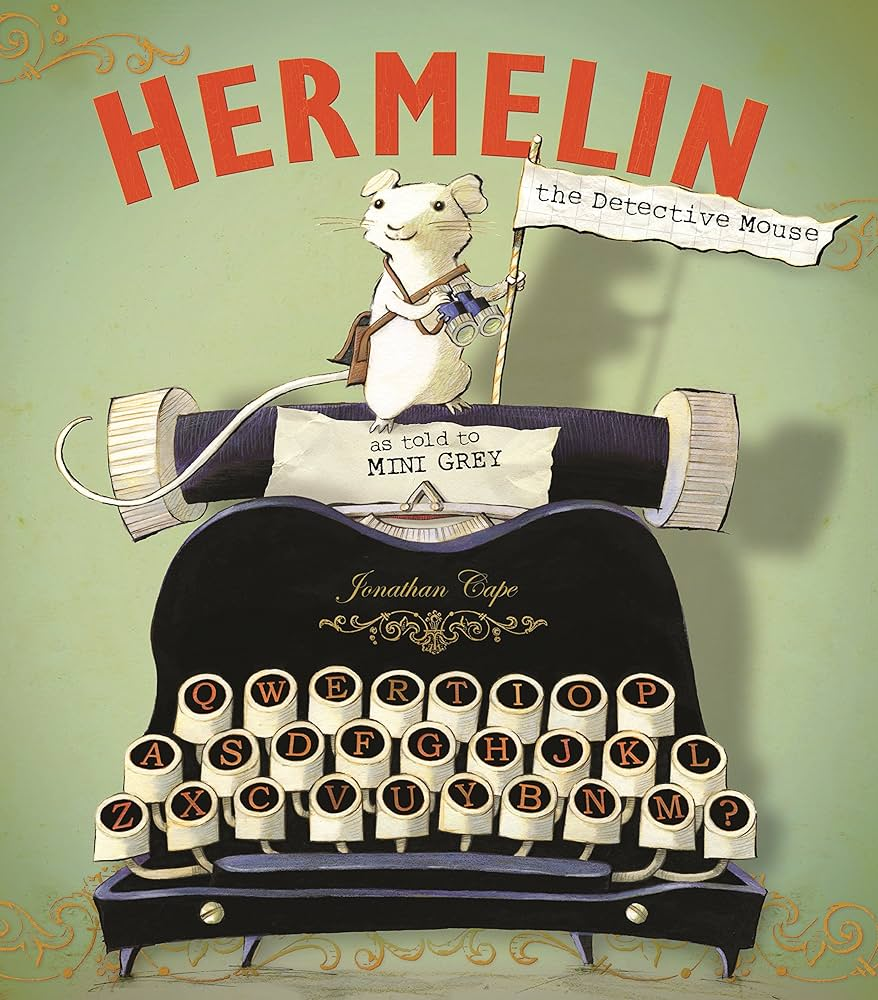 HERMELIN
the Detective Mouse
as told to
MINI GREY
Jonathan Cape
Q W E R T I O P
A S D F G H J K L
Z X C V U Y B N M ?